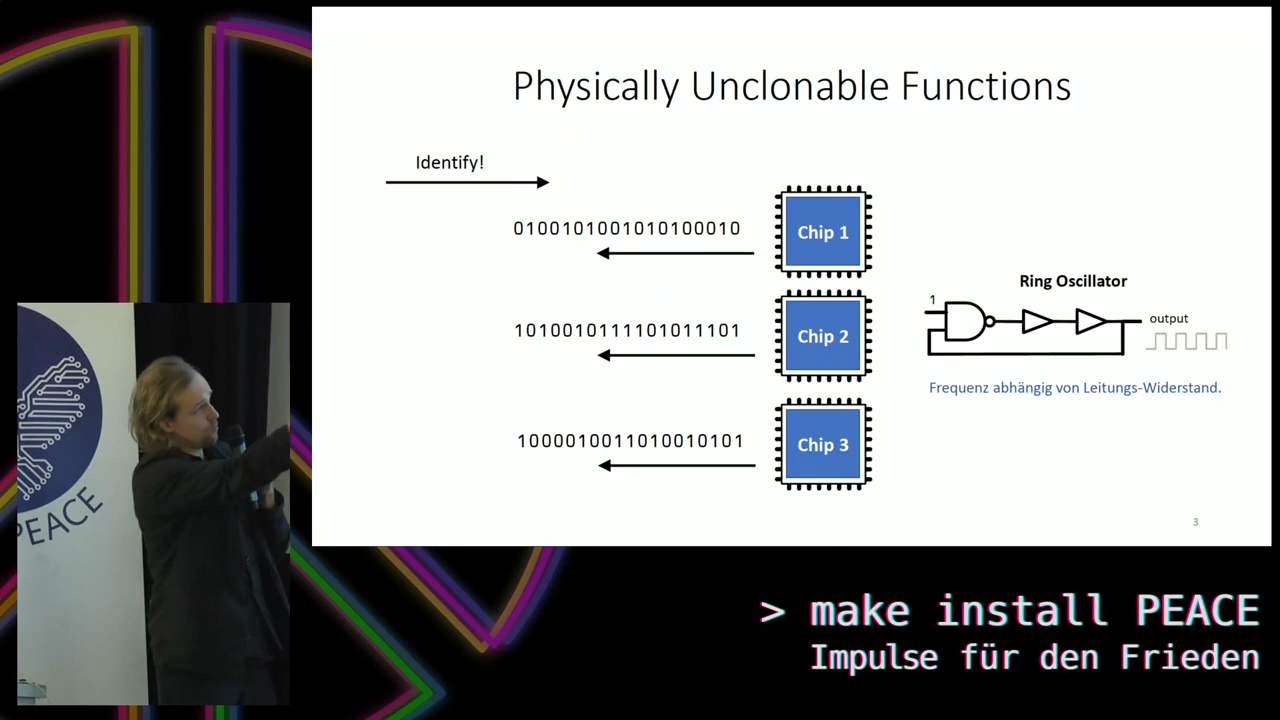 Physically Unclonable Functions
Identify!
0100101001010100010
Chip 1
1010010111101011101
Chip 2
1000010011010010101
Chip 3
Ring Oscillator
1
output
Frequenz abhängig von Leitungs-Widerstand.
3
PEACE
> make install PEACE
Impulse für den Frieden